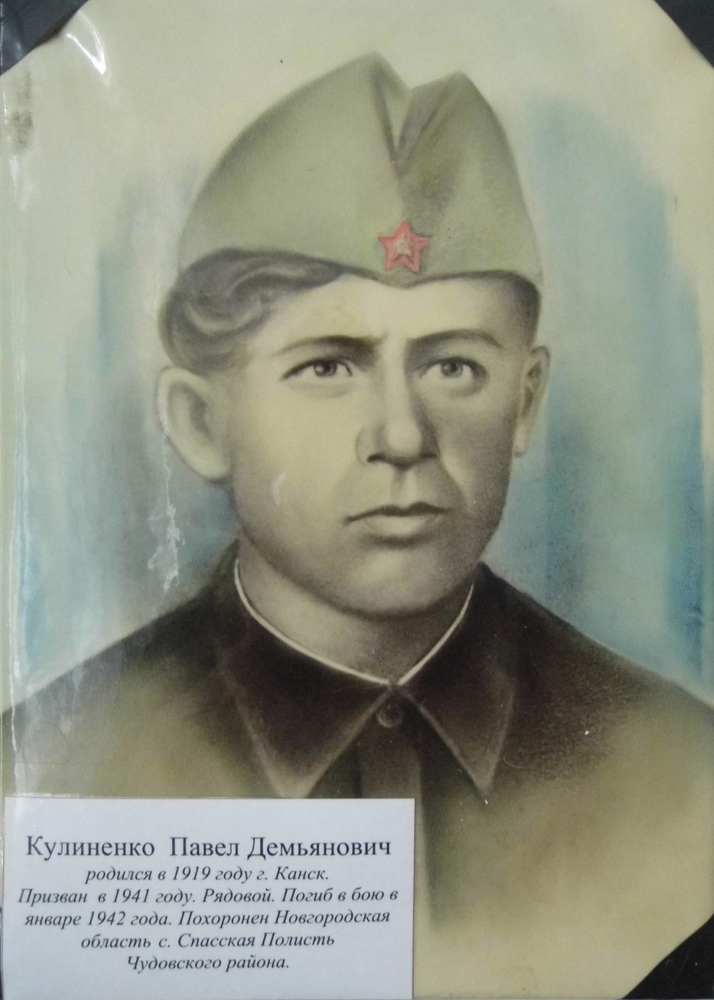 Кулиненко Павел Демьянович
родился в 1919 году г. Канск.
Призван в 1941 году. Рядовой. Погиб в бою в
январе 1942 года. Похоронен Новгородская
область с. Спасская Полисть
Чудовского района.